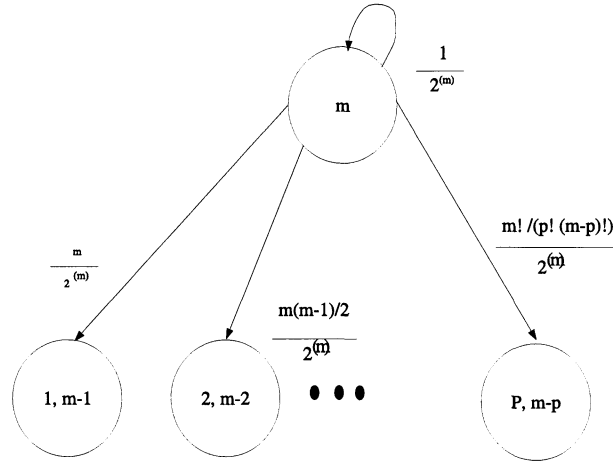 1
2(m)
m
m! /(p! (m-p)!)
2(m)
m
2 (m)
m(m-1)/2
2(m)
1, m-1
2, m-2
P, m-p